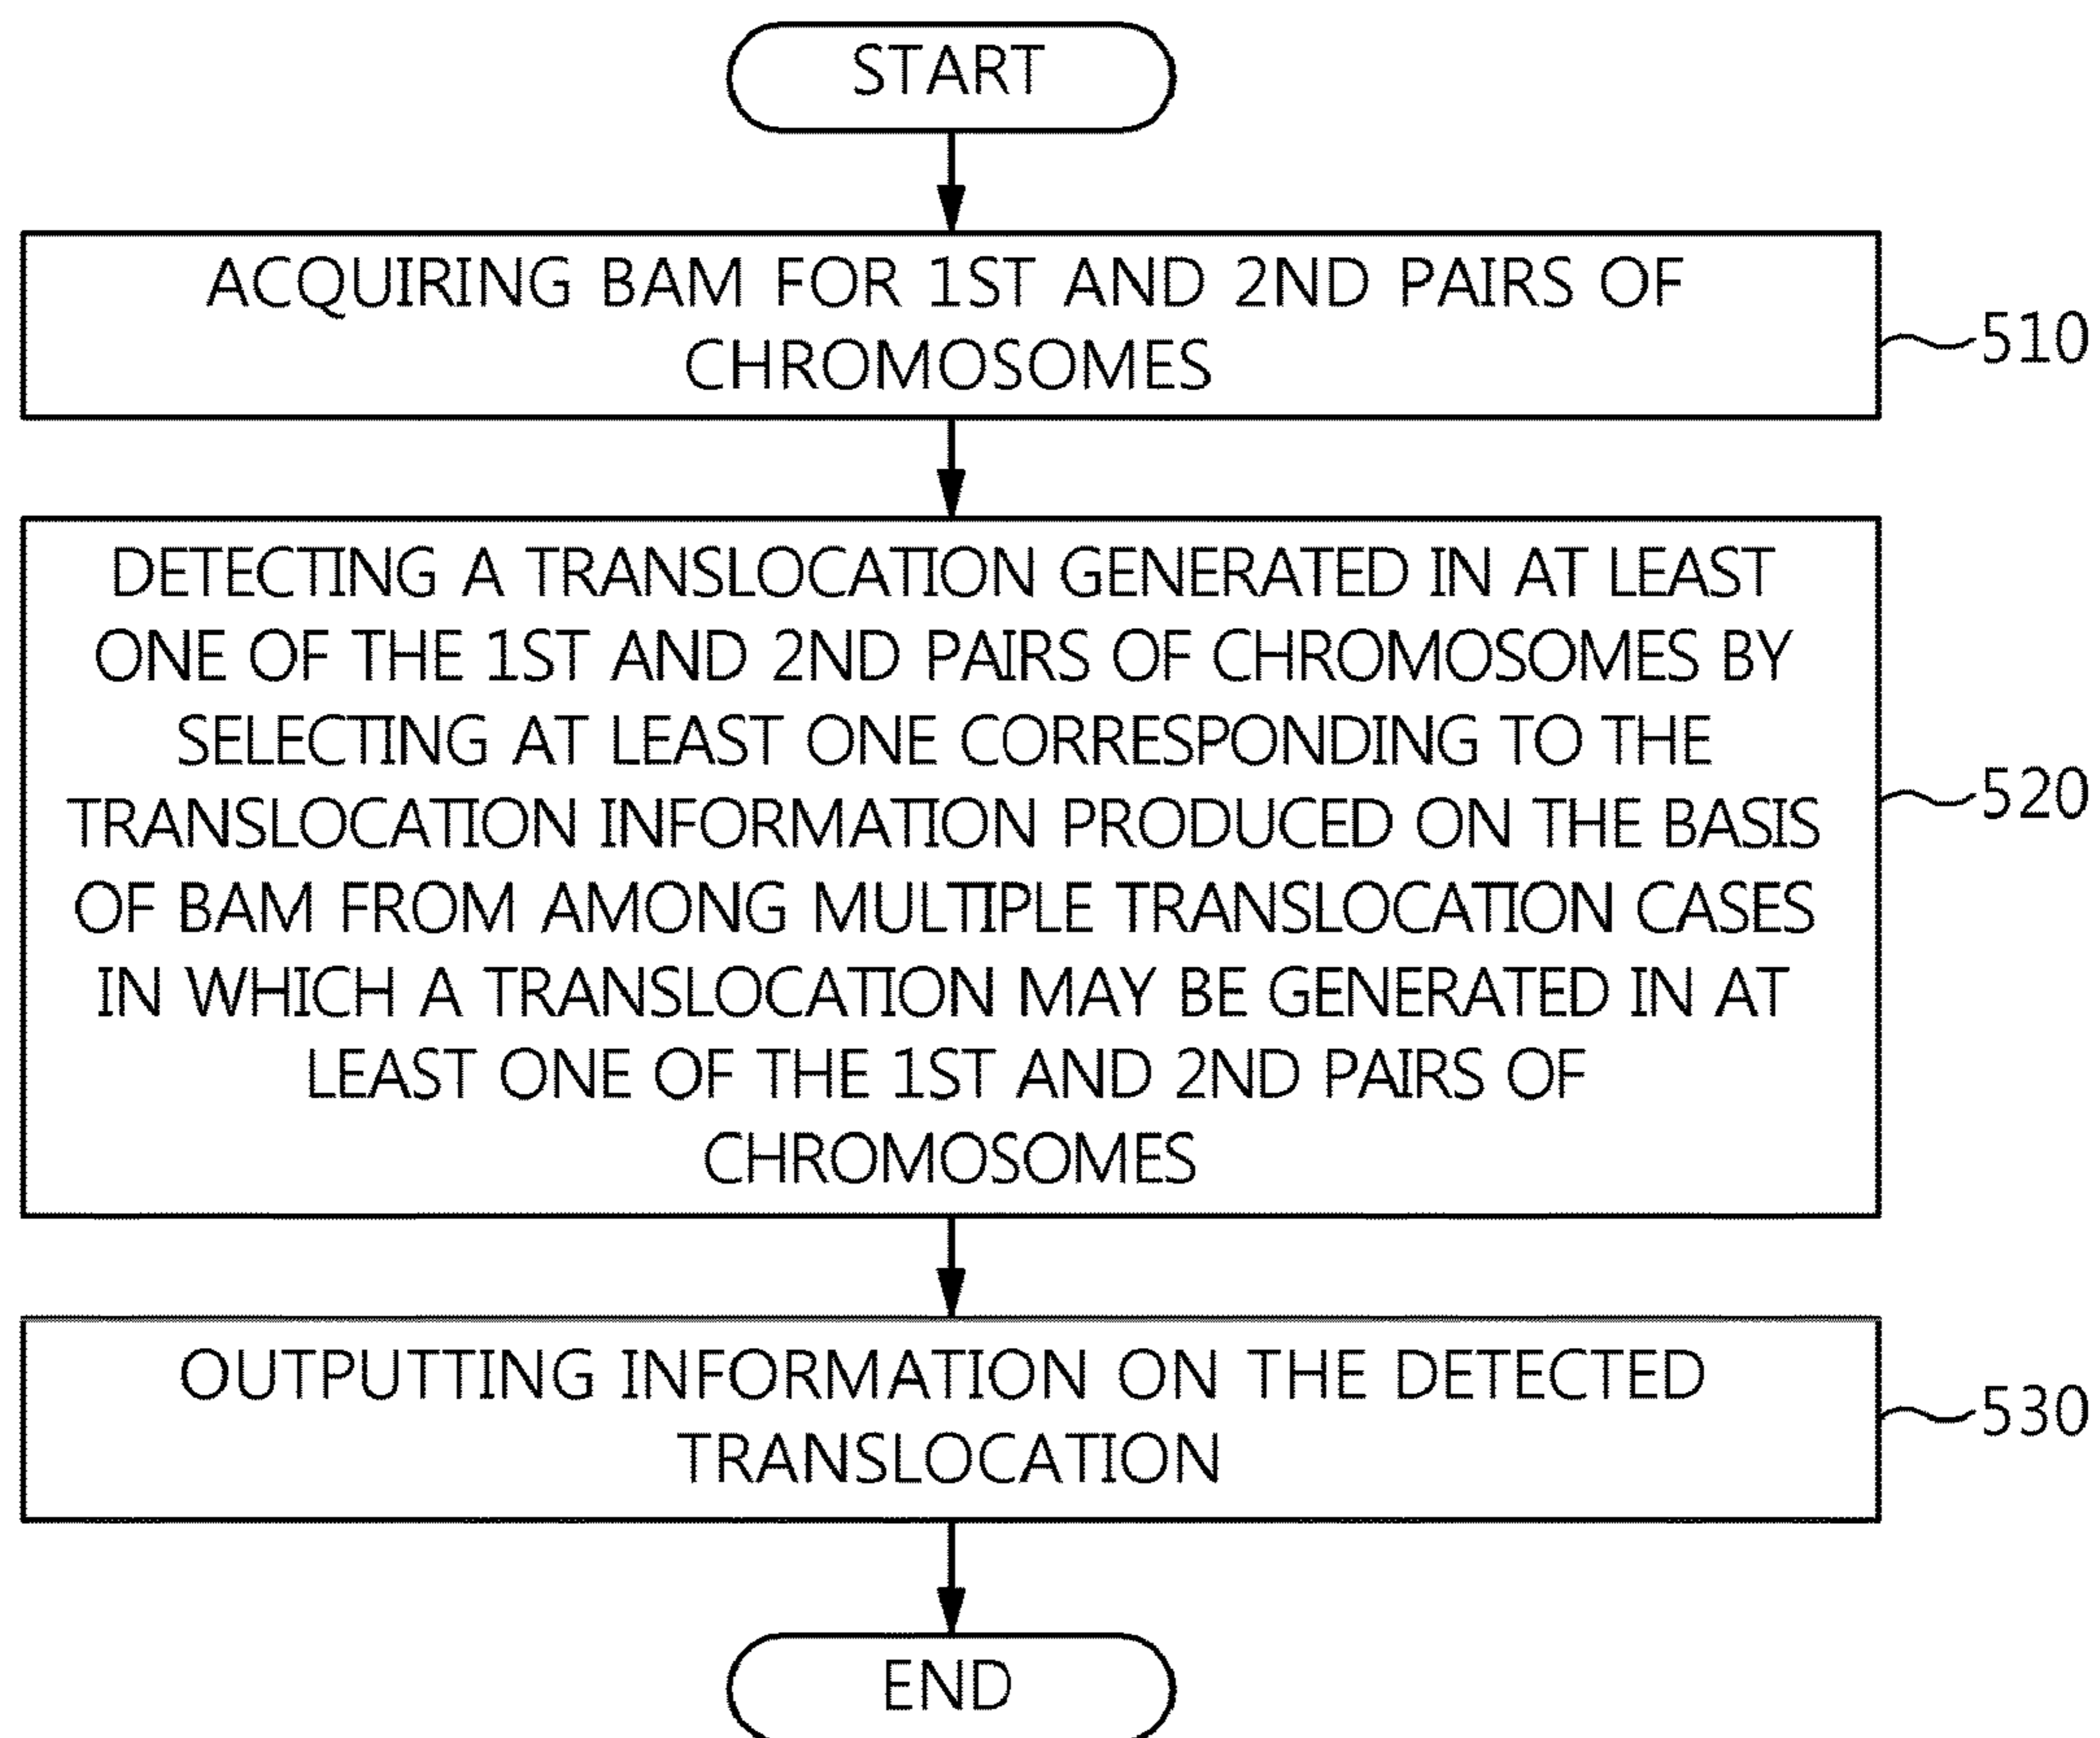 START
ACQUIRING BAM FOR 1ST AND 2ND PAIRS OF
CHROMOSOMES
510
DETECTING A TRANSLOCATION GENERATED IN AT LEAST
ONE OF THE 1ST AND 2ND PAIRS OF CHROMOSOMES BY
SELECTING AT LEAST ONE CORRESPONDING TO THE
TRANSLOCATION INFORMATION PRODUCED ON THE BASIS
OF BAM FROM AMONG MULTIPLE TRANSLOCATION CASES
IN WHICH A TRANSLOCATION MAY BE GENERATED IN AT
LEAST ONE OF THE 1ST AND 2ND PAIRS OF
CHROMOSOMES
520
OUTPUTTING INFORMATION ON THE DETECTED
TRANSLOCATION
530
END